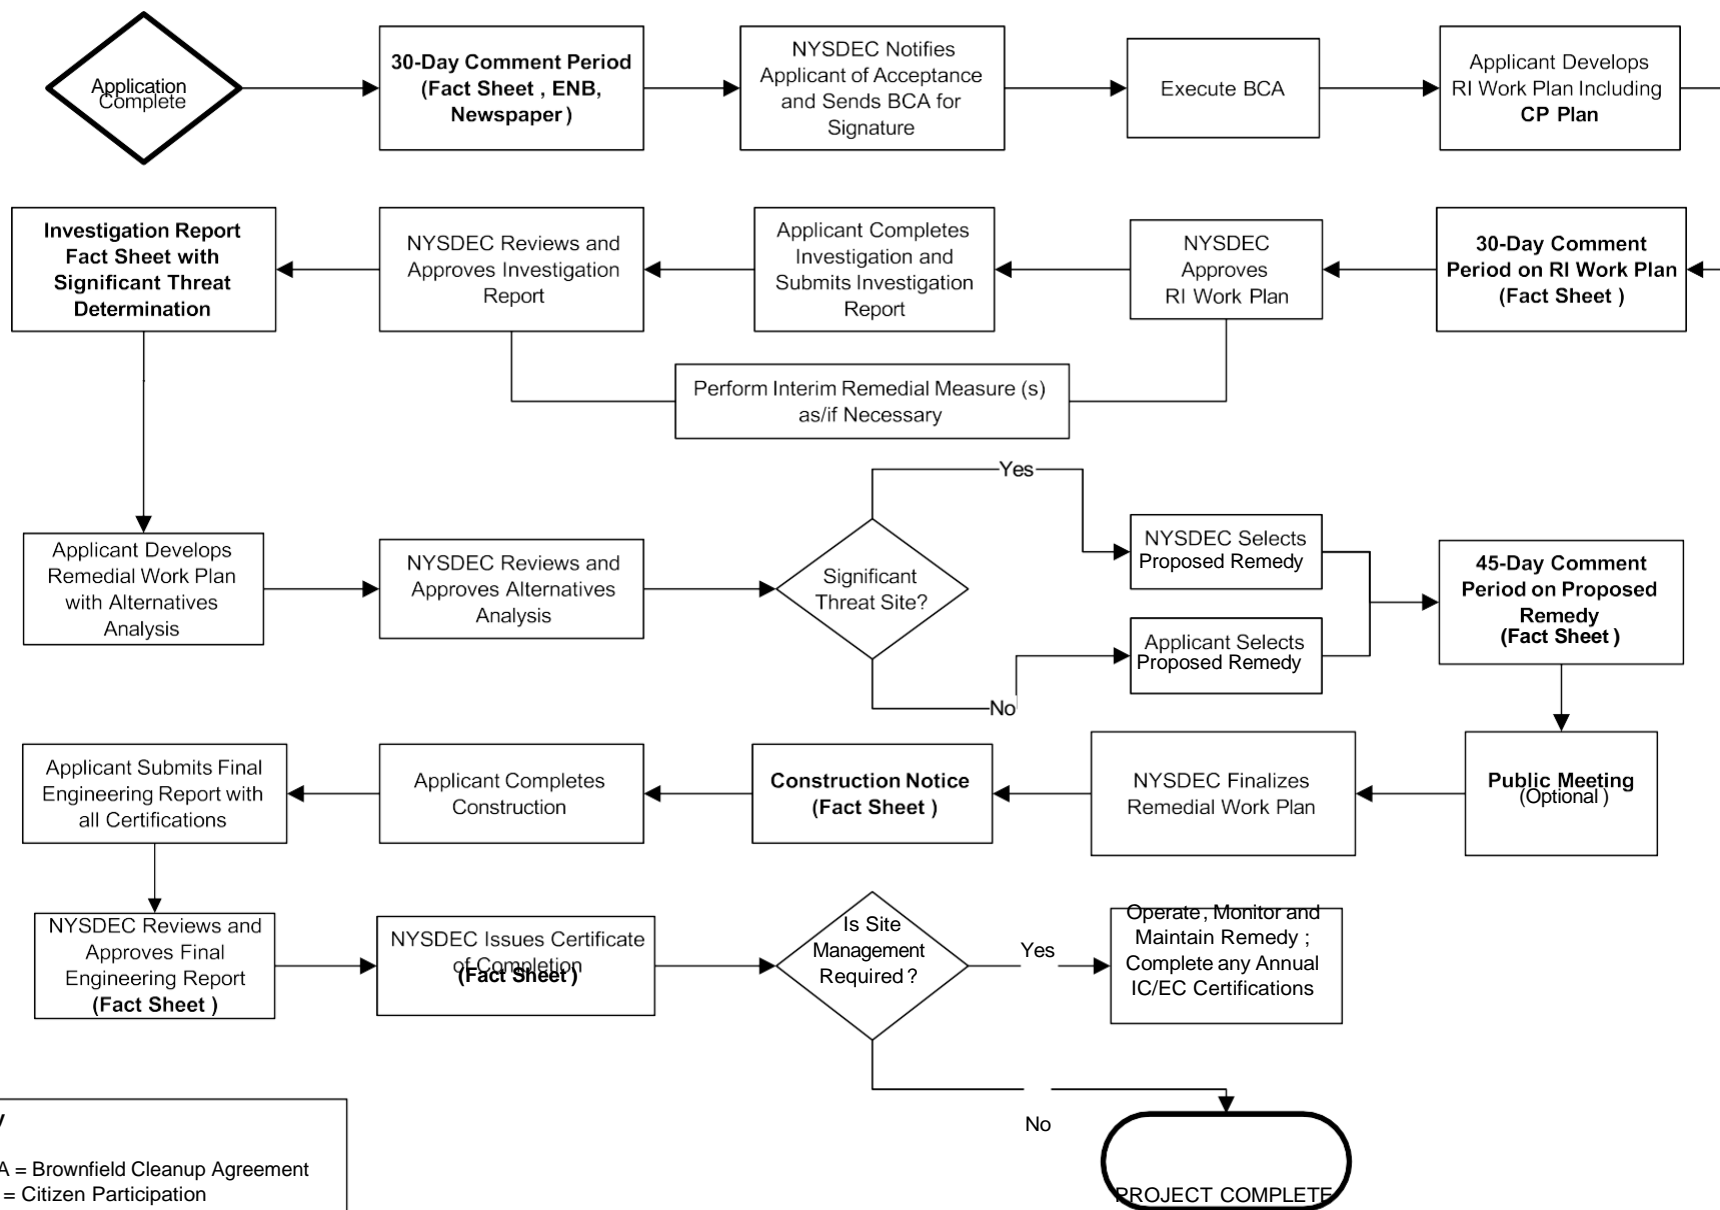 Application
Complete
30-Day Comment Period
(Fact Sheet , ENB,
Newspaper )
NYSDEC Notifies
Applicant of Acceptance
and Sends BCA for
Signature
Execute BCA
Applicant Develops
RI Work Plan Including
CP Plan
30-Day Comment
Period on RI Work Plan
(Fact Sheet )
NYSDEC
Approves
RI Work Plan
Applicant Completes
Investigation and
Submits Investigation
Report
NYSDEC Reviews and
Approves Investigation
Report
Investigation Report
Fact Sheet with
Significant Threat
Determination
Perform Interim Remedial Measure (s)
as/if Necessary
Applicant Develops
Remedial Work Plan
with Alternatives
Analysis
NYSDEC Reviews and
Approves Alternatives
Analysis
Significant
Threat Site?
Yes
No
NYSDEC Selects
Proposed Remedy
Applicant Selects
Proposed Remedy
45-Day Comment
Period on Proposed
Remedy
(Fact Sheet )
Public Meeting
(Optional )
NYSDEC Finalizes
Remedial Work Plan
Construction Notice
(Fact Sheet )
Applicant Completes
Construction
Applicant Submits Final
Engineering Report with
all Certifications
NYSDEC Reviews and
Approves Final
Engineering Report
(Fact Sheet )
NYSDEC Issues Certificate
of Completion
(Fact Sheet )
Is Site
Management
Required ?
Yes
Operate , Monitor and
Maintain Remedy ;
Complete any Annual
IC/EC Certifications
No
PROJECT COMPLETE
y
A = Brownfield Cleanup Agreement
= Citizen Participation